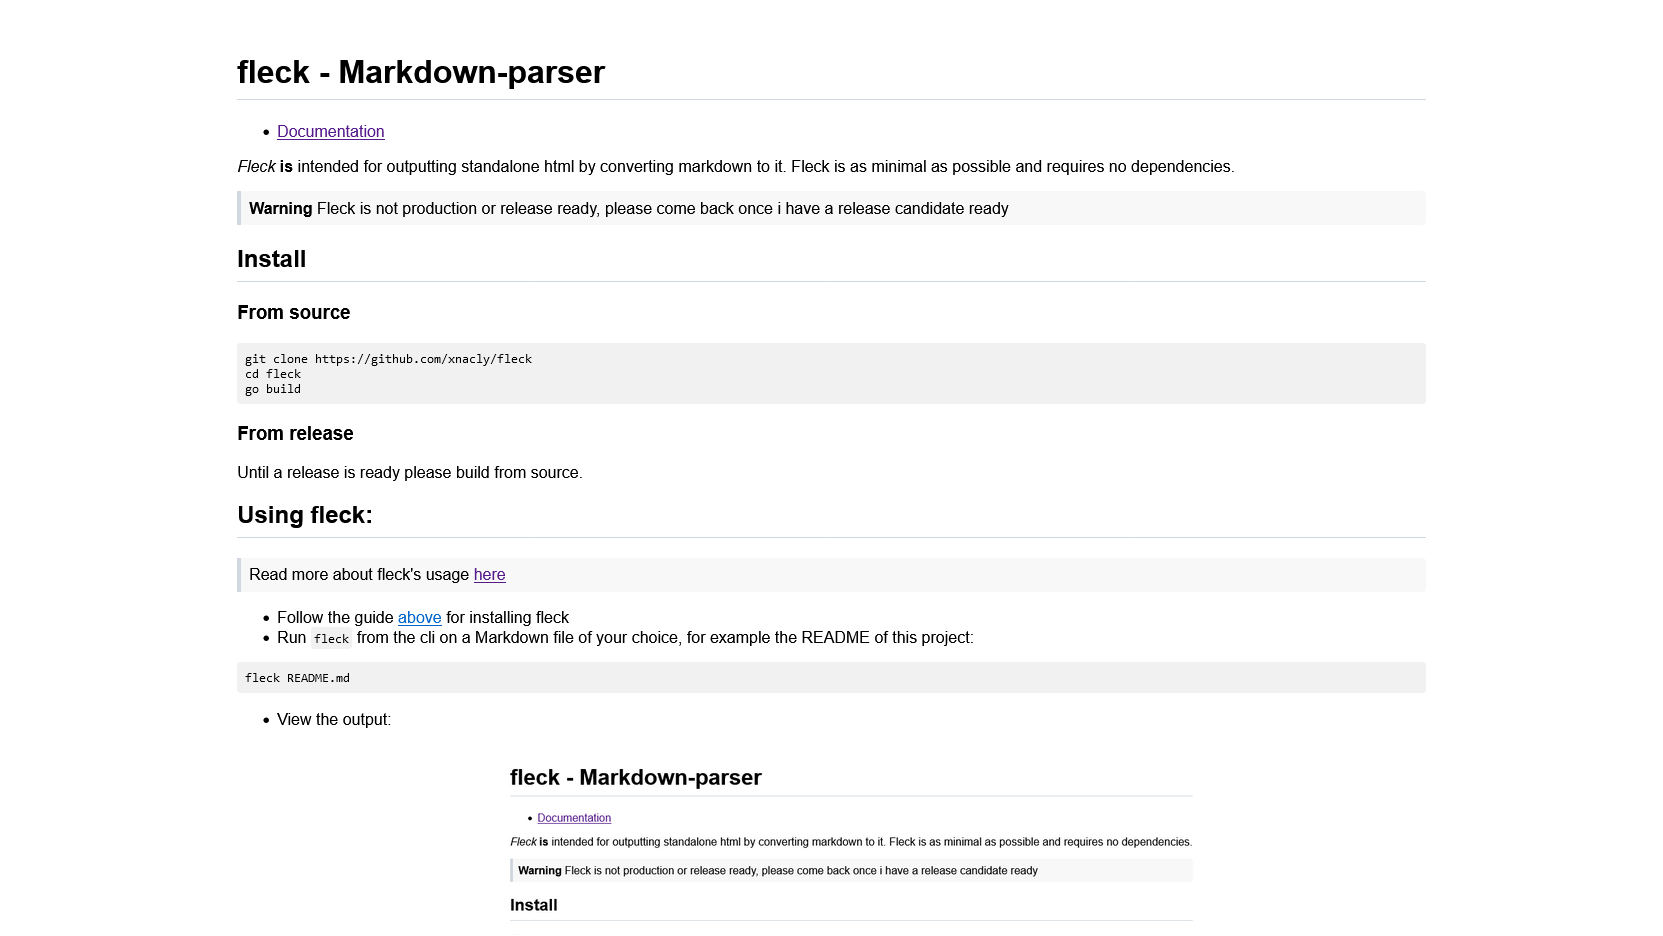 fleck - Markdown-parser
Documentation
Fleck is intended for outputting standalone html by converting markdown to it. Fleck is as minimal as possible and requires no dependencies.
Warning Fleck is not production or release ready, please come back once i have a release candidate ready
Install
From source
git clone https://github.com/xnacly/fleck
cd fleck
go build
From release
Until a release is ready please build from source.
Using fleck:
Read more about fleck's usage here
Follow the guide above for installing fleck
Run fleck from the cli on a Markdown file of your choice, for example the README of this project:
fleck README.md
View the output:
fleck - Markdown-parser
Documentation
Fleck is intended for outputting standalone html by converting markdown to it. Fleck is as minimal as possible and requires no dependencies.
Warning Fleck is not production or release ready, please come back once i have a release candidate ready
Install